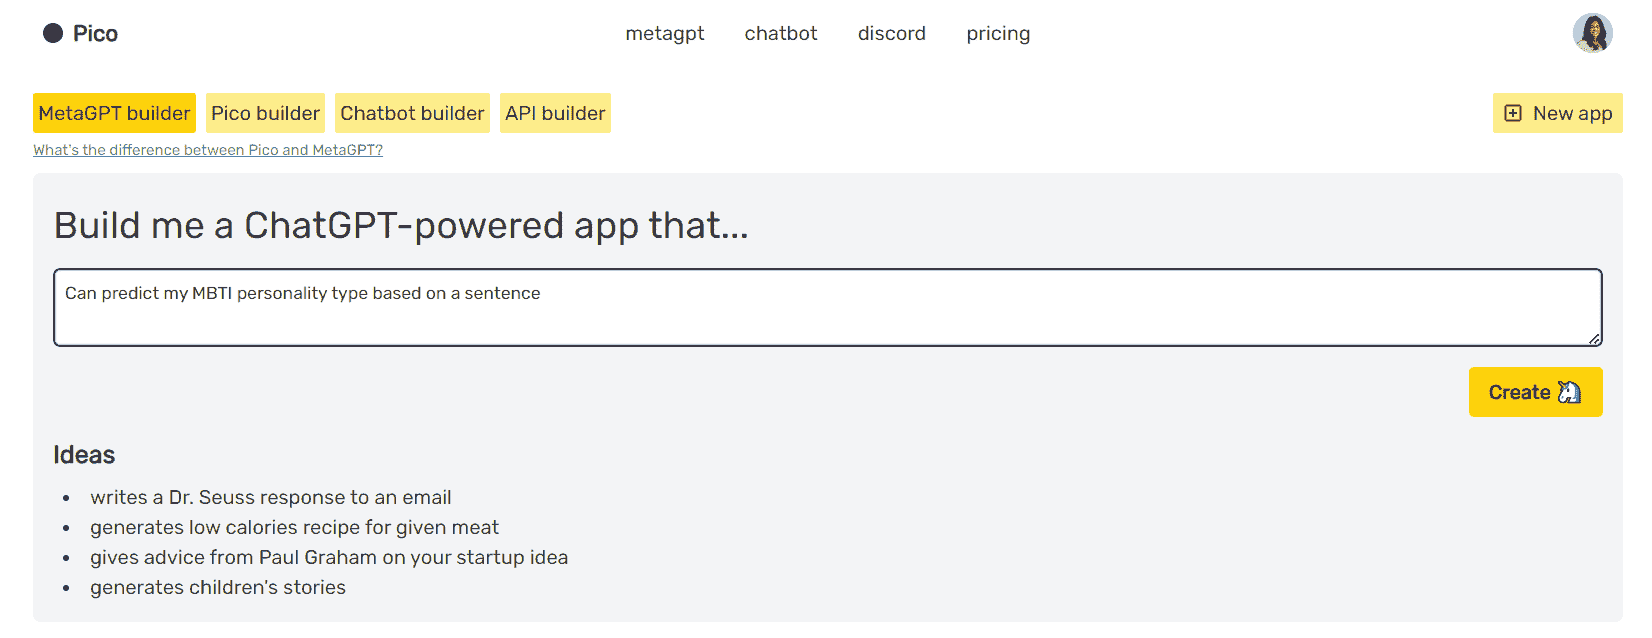 Pico
metagpt chatbot discord pricing
MetaGPT builder Pico builder Chatbot builder API builder New app
What's the difference between Pico and MetaGPT?
Build me a ChatGPT-powered app that...
Can predict my MBTI personality type based on a sentence
Create
Ideas
writes a Dr. Seuss response to an email
generates low calories recipe for given meat
gives advice from Paul Graham on your startup idea
generates children's stories